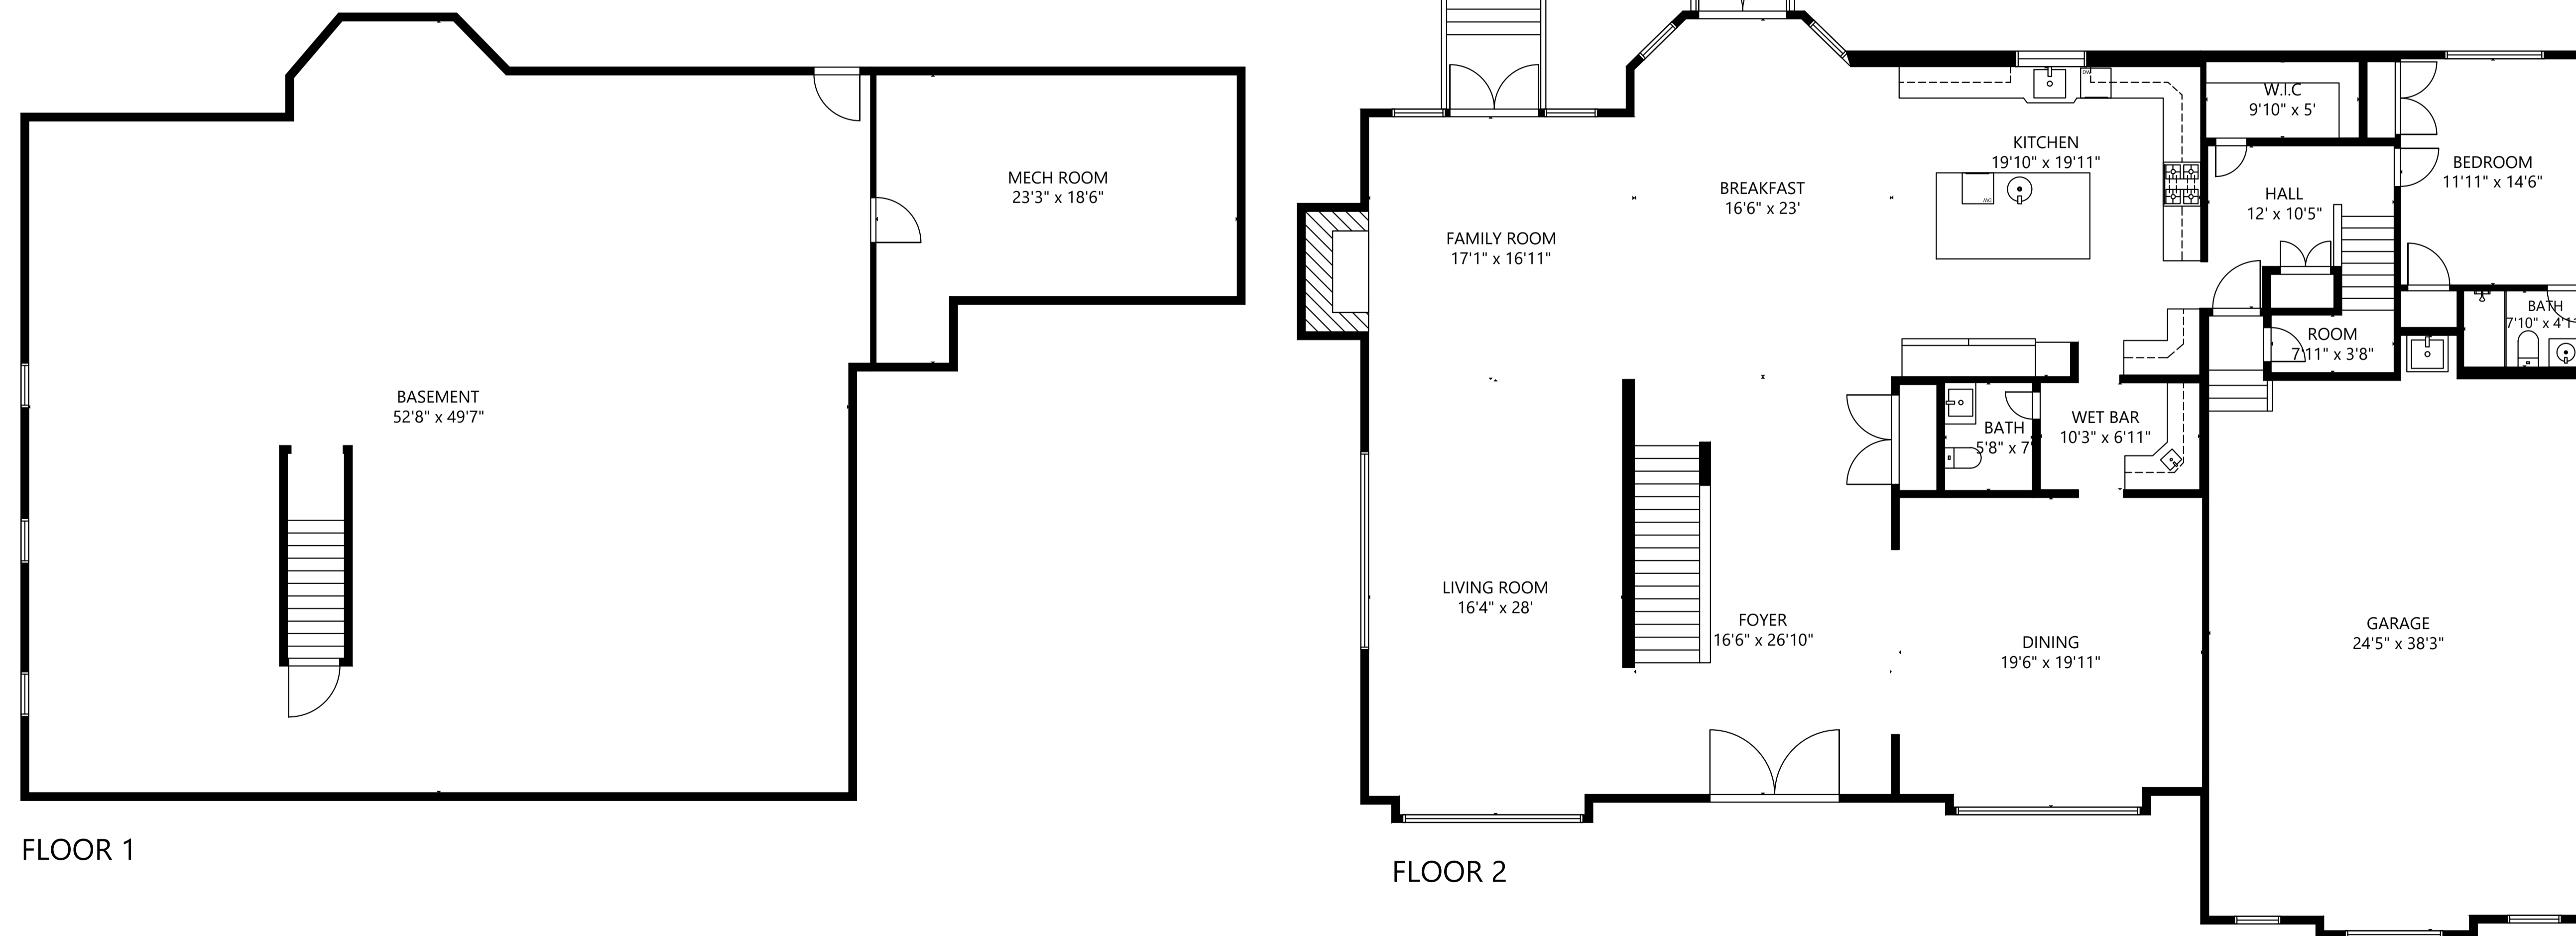 MECH ROOM
23'3" x 18'6"
BASEMENT
52'8" x 49'7"
FLOOR 1
W.I.C
9'10" x 5'
KITCHEN
19'10" x 19'11"
BEDROOM
11'11" x 14'6"
BREAKFAST
16'6" x 23'
HALL
12' x 10'5"
FAMILY ROOM
17'1" x 16'11"
BATH
7'10" x 4'1
ROOM
7'11" x 3'8"
WET BAR
10'3" x 6'11"
BATH
5'8" x 7'
LIVING ROOM
16'4" x 28'
FOYER
16'6" x 26'10"
DINING
19'6" x 19'11"
GARAGE
24'5" x 38'3"
DW
DW
FLOOR 2